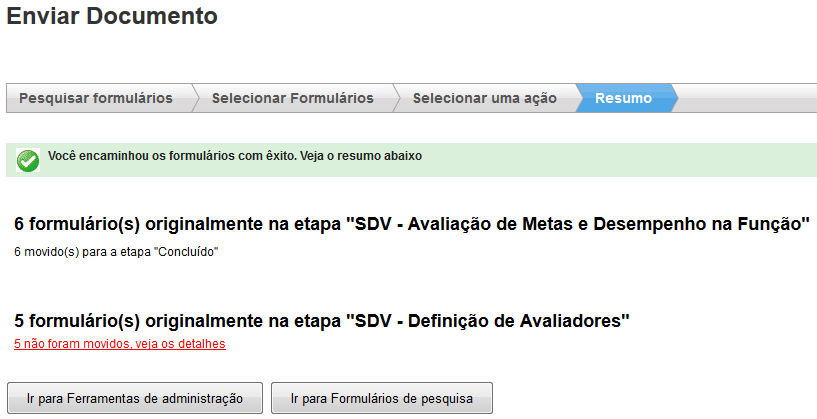 Enviar Documento
Pesquisar formulários
Selecionar Formulários
Selecionar uma ação
Resumo
Você encaminhou os formulários com êxito. Veja o resumo abaixo
6 formulário(s) originalmente na etapa "SDV - Avaliação de Metas e Desempenho na Função"
6 movido(s) para a etapa "Concluído"
5 formulário(s) originalmente na etapa "SDV - Definição de Avaliadores"
5 não foram movidos, veja os detalhes
Ir para Ferramentas de administração
Ir para Formulários de pesquisa